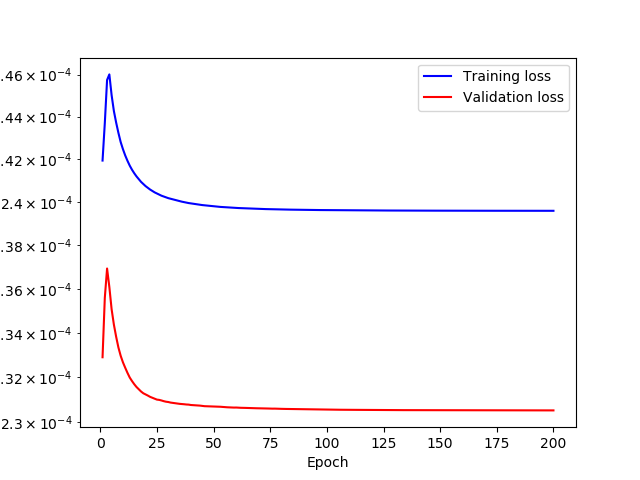 .46 × 10⁻⁴
.44 × 10⁻⁴
.42 × 10⁻⁴
2.4 × 10⁻⁴
.38 × 10⁻⁴
.36 × 10⁻⁴
.34 × 10⁻⁴
.32 × 10⁻⁴
2.3 × 10⁻⁴
Training loss
Validation loss
0 25 50 75 100 125 150 175 200
Epoch